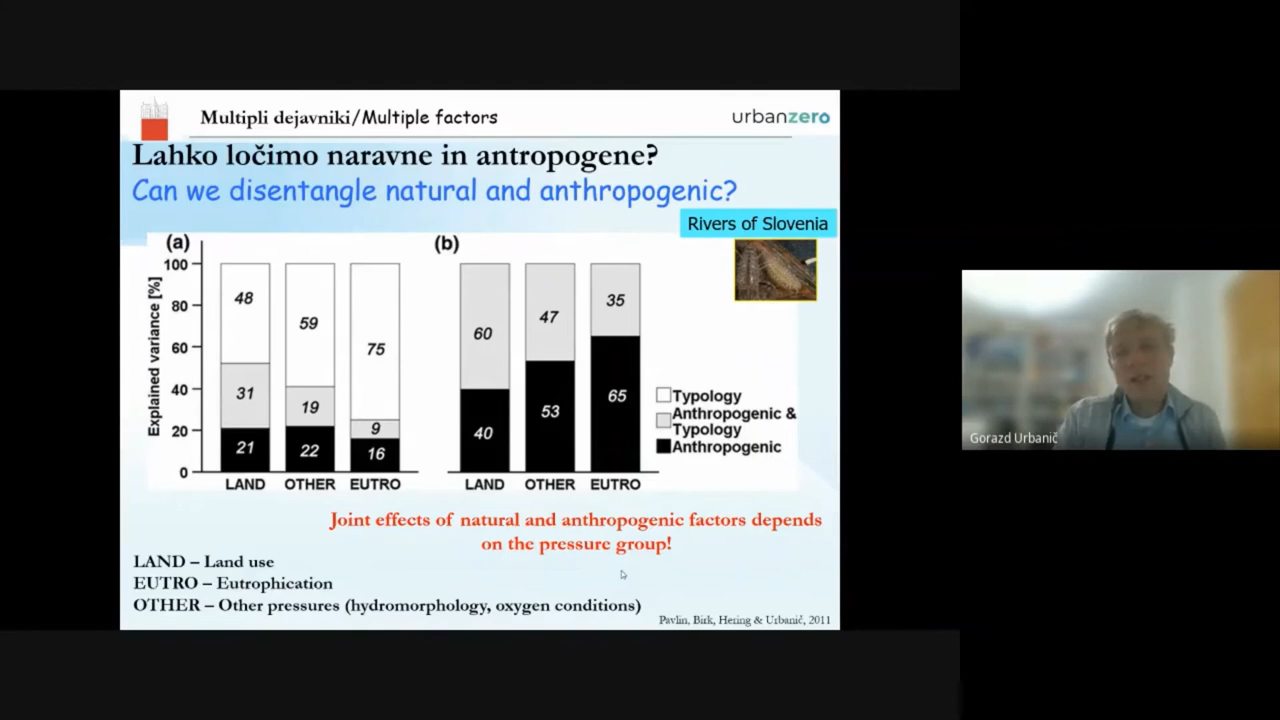 Multipli dejavniki/Multiple factors
urbanzero
Lahko ločimo naravne in antropogene?
Can we disentangle natural and anthropogenic?
Rivers of Slovenia
(a)
(b)
Explained variance [%]
100
80
60
40
20
0
48
31
21
59
19
22
75
9
16
LAND OTHER EUTRO
60
40
47
53
35
65
LAND OTHER EUTRO
Typology
Anthropogenic &
Typology
Anthropogenic
Joint effects of natural and anthropogenic factors depends
on the pressure group!
LAND – Land use
EUTRO – Eutrophication
OTHER – Other pressures (hydromorphology, oxygen conditions)
Pavlin, Birk, Hering & Urbanič, 2011
Gorazd Urbanič